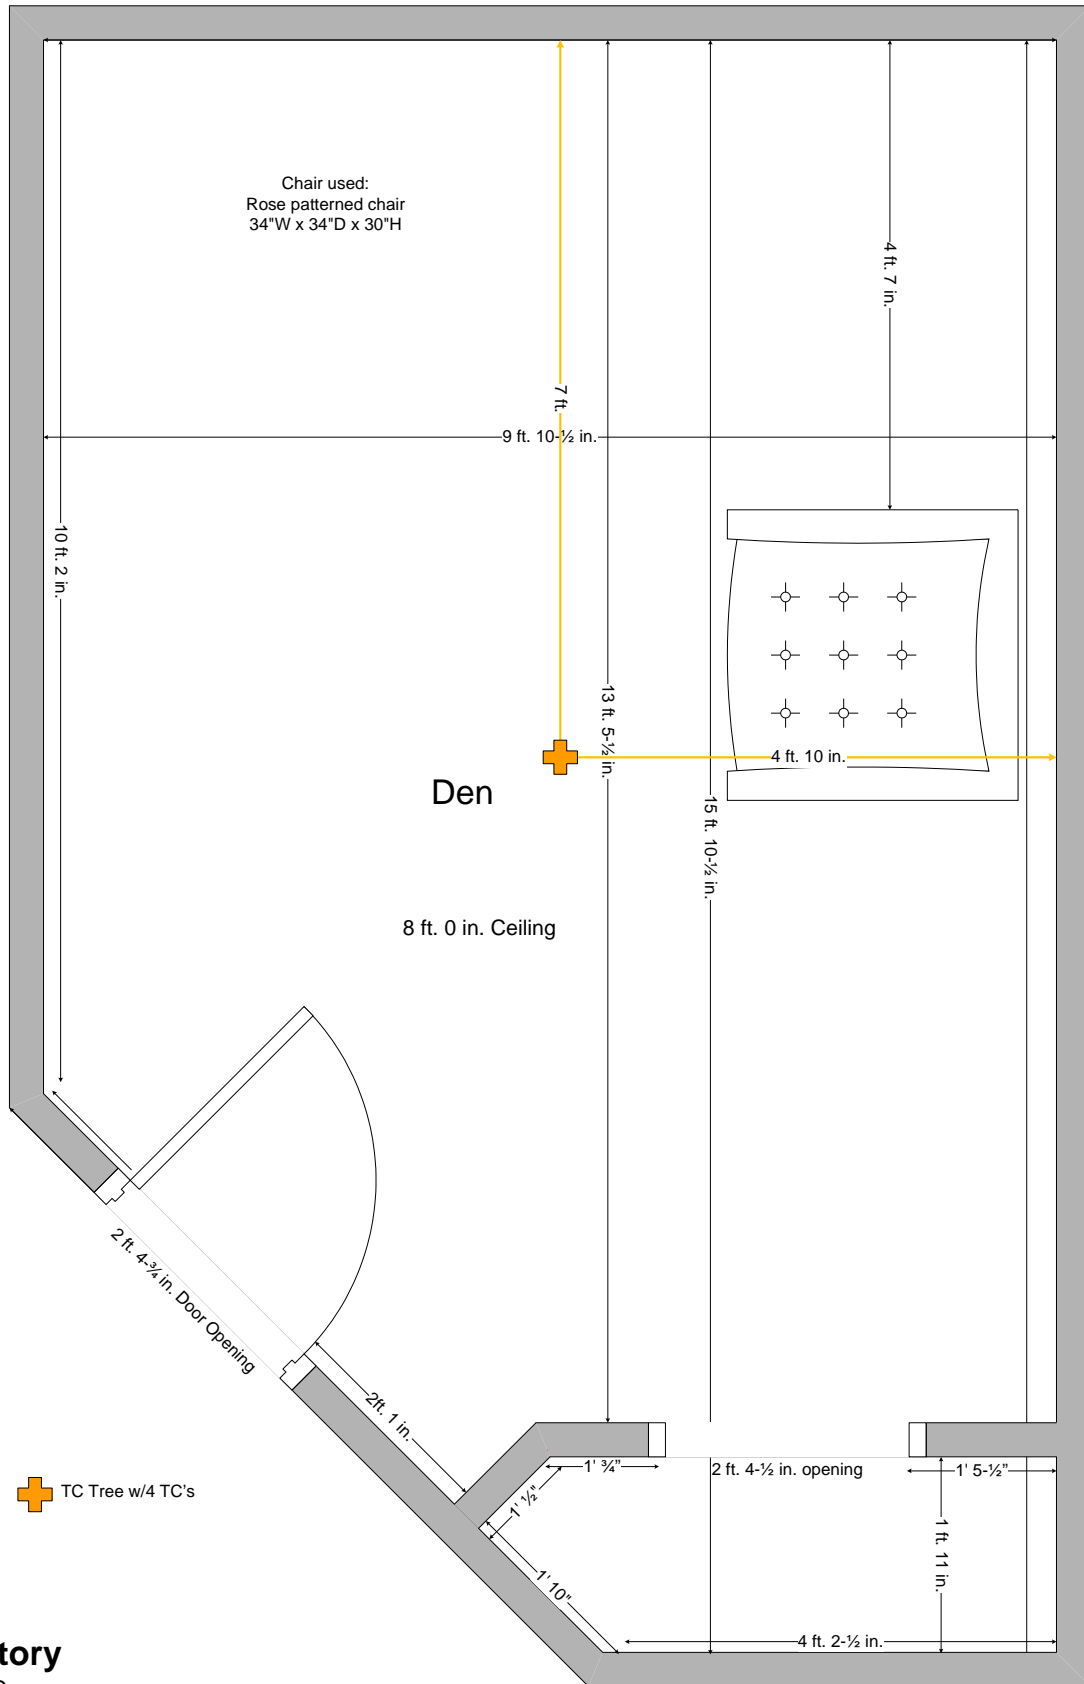 Chair used:
Rose patterned chair
34"W x 34"D x 30"H
4 ft. 7 in.
7 ft.
9 ft. 10-½ in.
10 ft. 2 in.
13 ft. 5-½ in.
4 ft. 10 in.
Den
15 ft. 10-½ in.
8 ft. 0 in. Ceiling
2 ft. 4-¾ in. Door Opening
2ft. 1 in.
1' ¾"
2 ft. 4-½ in. opening
1' 5-½"
TC Tree w/4 TC's
1' ½"
1 ft. 11 in.
1' 10"
4 ft. 2-½ in.
tory